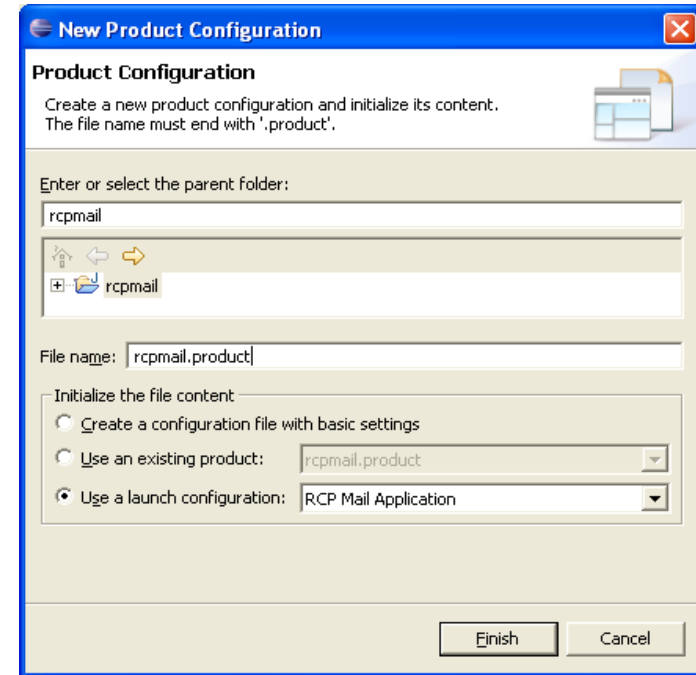 New Product Configuration
Product Configuration
Create a new product configuration and initialize its content.
The file name must end with '.product'.
Enter or select the parent folder:
rcpmail
rcpmail
File name: rcpmail.product
Initialize the file content
Create a configuration file with basic settings
Use an existing product: rcpmail.product
Use a launch configuration: RCP Mail Application
Finish Cancel